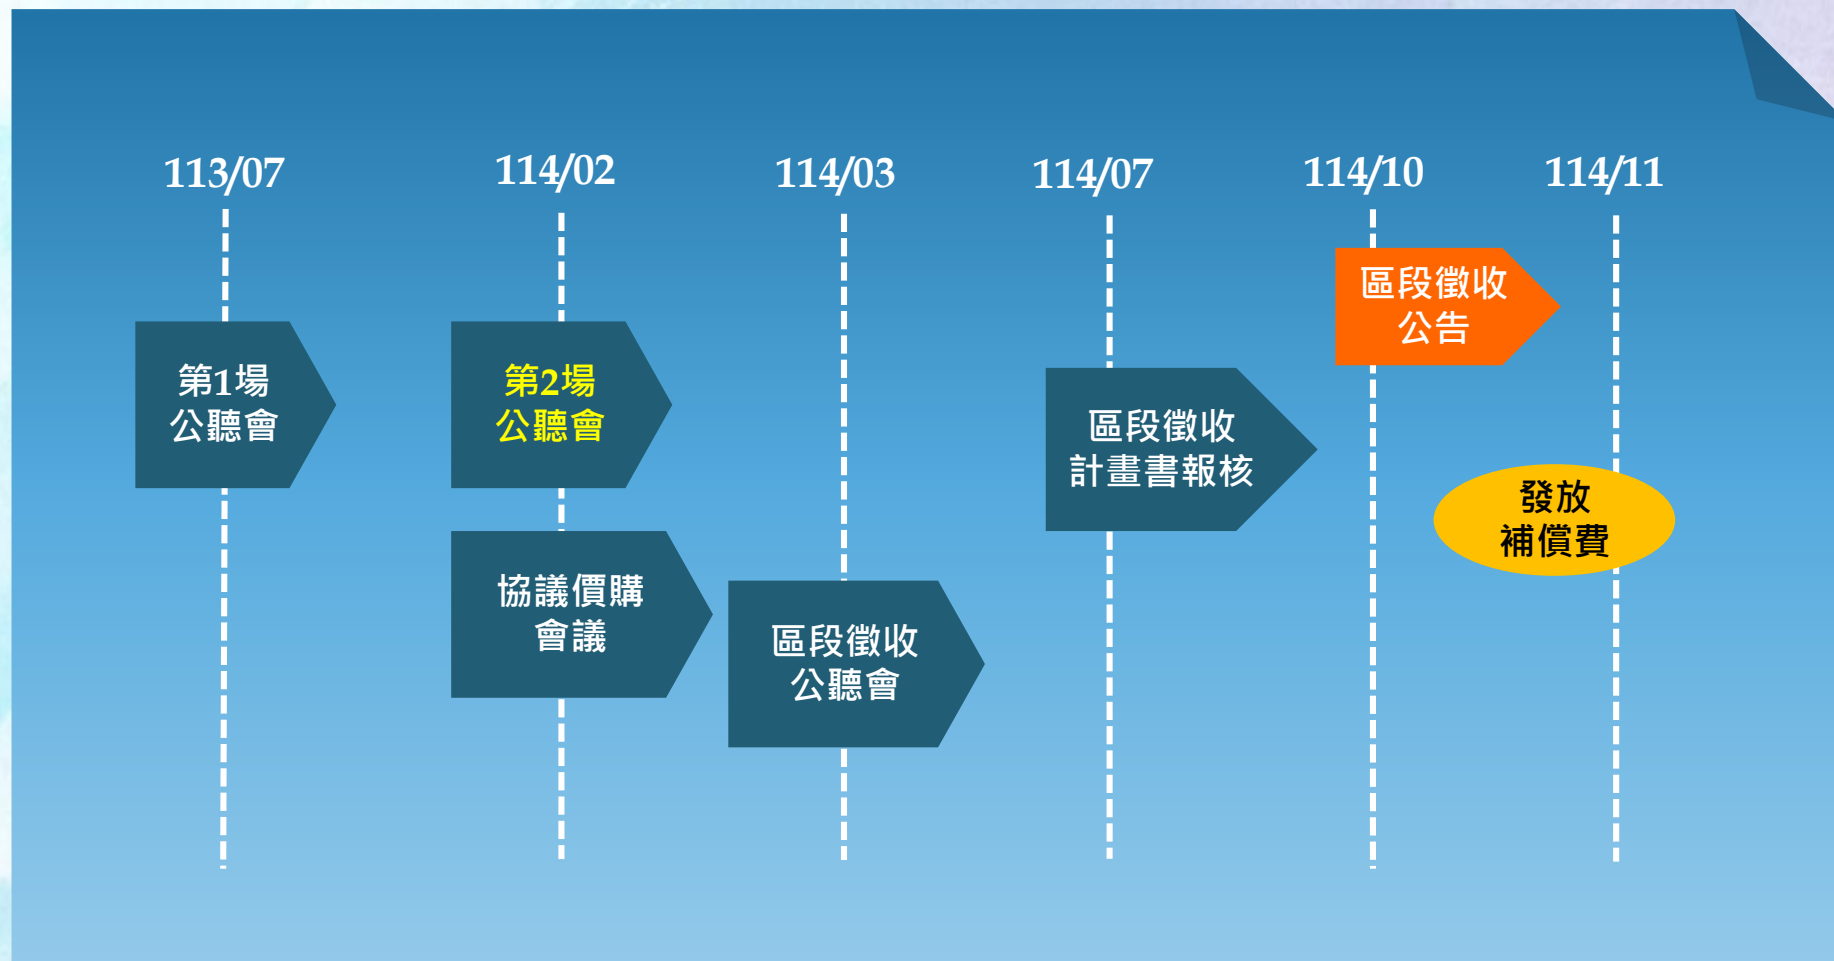 113/07
114/02
114/03
114/07
114/10
114/11
第1場
公聽會
第2場
公聽會
協議價購
會議
區段徵收
公聽會
區段徵收
計畫書報核
區段徵收
公告
發放
補償費